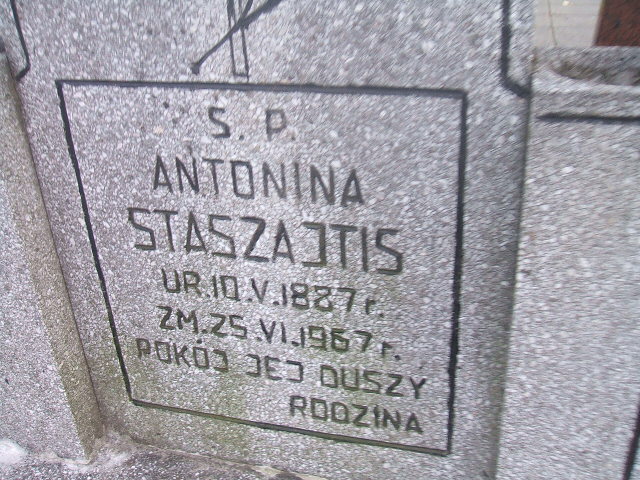 Ś. P.
ANTONINA
STASZAJTIS
UR. 10. V. 1887 r.
ZM. 25. VI. 1967 r.
POKÓJ JEJ DUSZY
RODZINA